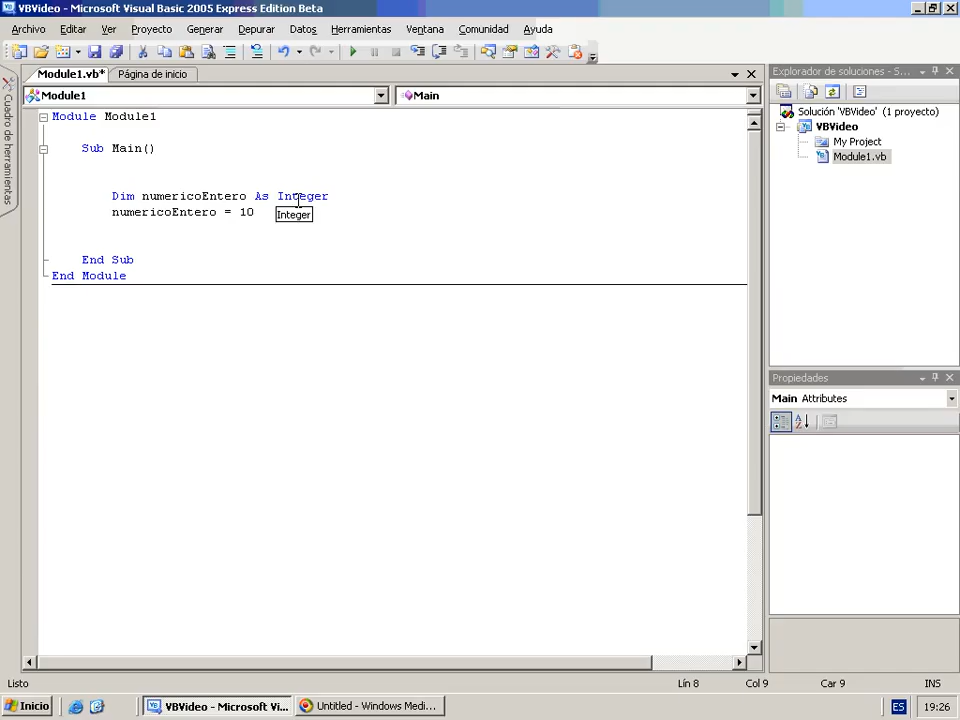 VBVideo - Microsoft Visual Basic 2005 Express Edition Beta
Archivo Editar Ver Proyecto Generar Depurar Datos Herramientas Ventana Comunidad Ayuda
Module1.vb* Página de inicio
Module1 Main
Cuadro de herramientas
Module Module1
Sub Main()
Dim numericoEntero As Integer
numericoEntero = 10
Integer
End Sub
End Module
Explorador de soluciones - S...
Solución 'VBVideo' (1 proyecto)
VBVideo
My Project
Module1.vb
Propiedades
Main Attributes
Listo Lín 8 Col 9 Car 9 INS
Inicio VBVideo - Microsoft Vi... Untitled - Windows Medi... ES 19:26